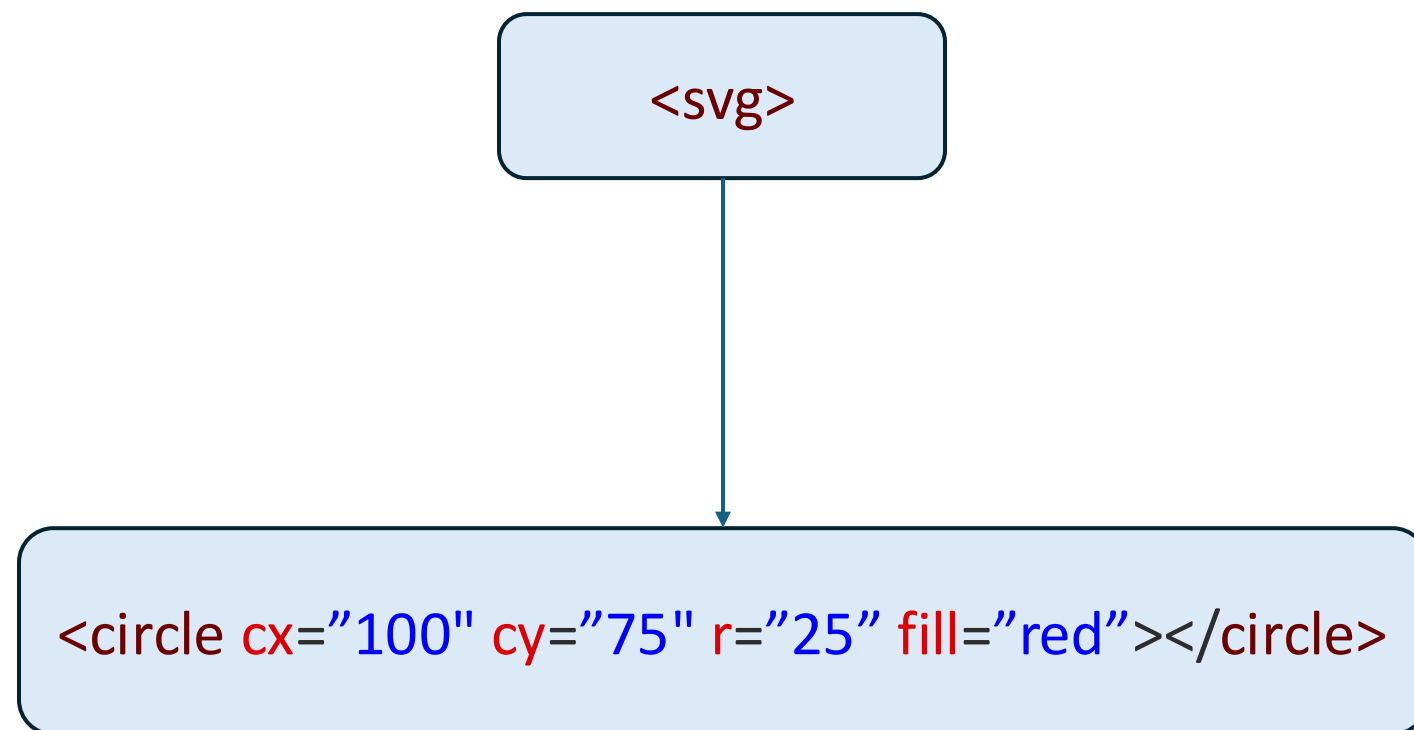 <svg>
<circle cx=”100" cy=”75" r=”25” fill=”red”></circle>